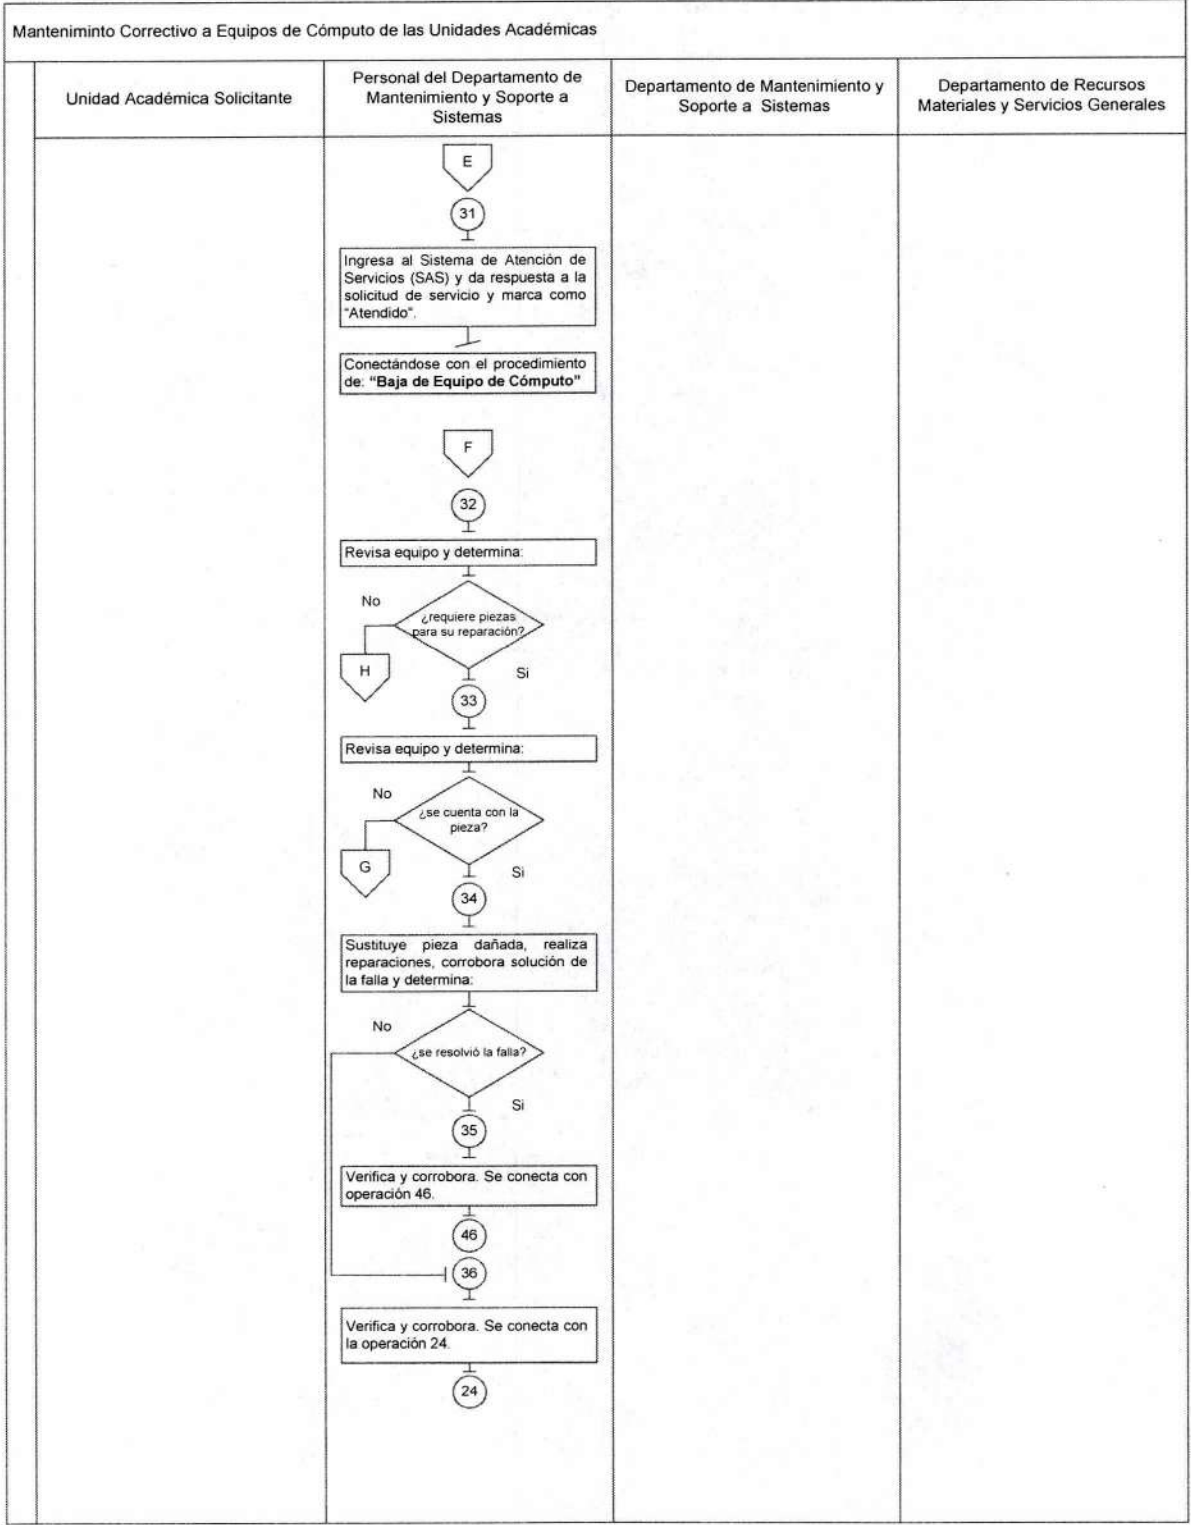 Manteniminto Correctivo a Equipos de Cómputo de las Unidades Académicas
Unidad Académica Solicitante
Personal del Departamento de
Mantenimiento y Soporte a
Sistemas
Departamento de Mantenimiento y
Soporte a Sistemas
Departamento de Recursos
Materiales y Servicios Generales
E
31
Ingresa al Sistema de Atención de
Servicios (SAS) y da respuesta a la
solicitud de servicio y marca como
"Atendido".
Conectándose con el procedimiento
de: "Baja de Equipo de Cómputo"
F
32
Revisa equipo y determina:
No
¿requiere piezas
para su reparación?
H
Si
33
Revisa equipo y determina:
No
¿se cuenta con la
pieza?
G
Si
34
Sustituye pieza dañada, realiza
reparaciones, corrobora solución de
la falla y determina:
No
¿se resolvió la falla?
Si
35
Verifica y corrobora. Se conecta con
operación 46.
46
36
Verifica y corrobora. Se conecta con
la operación 24.
24